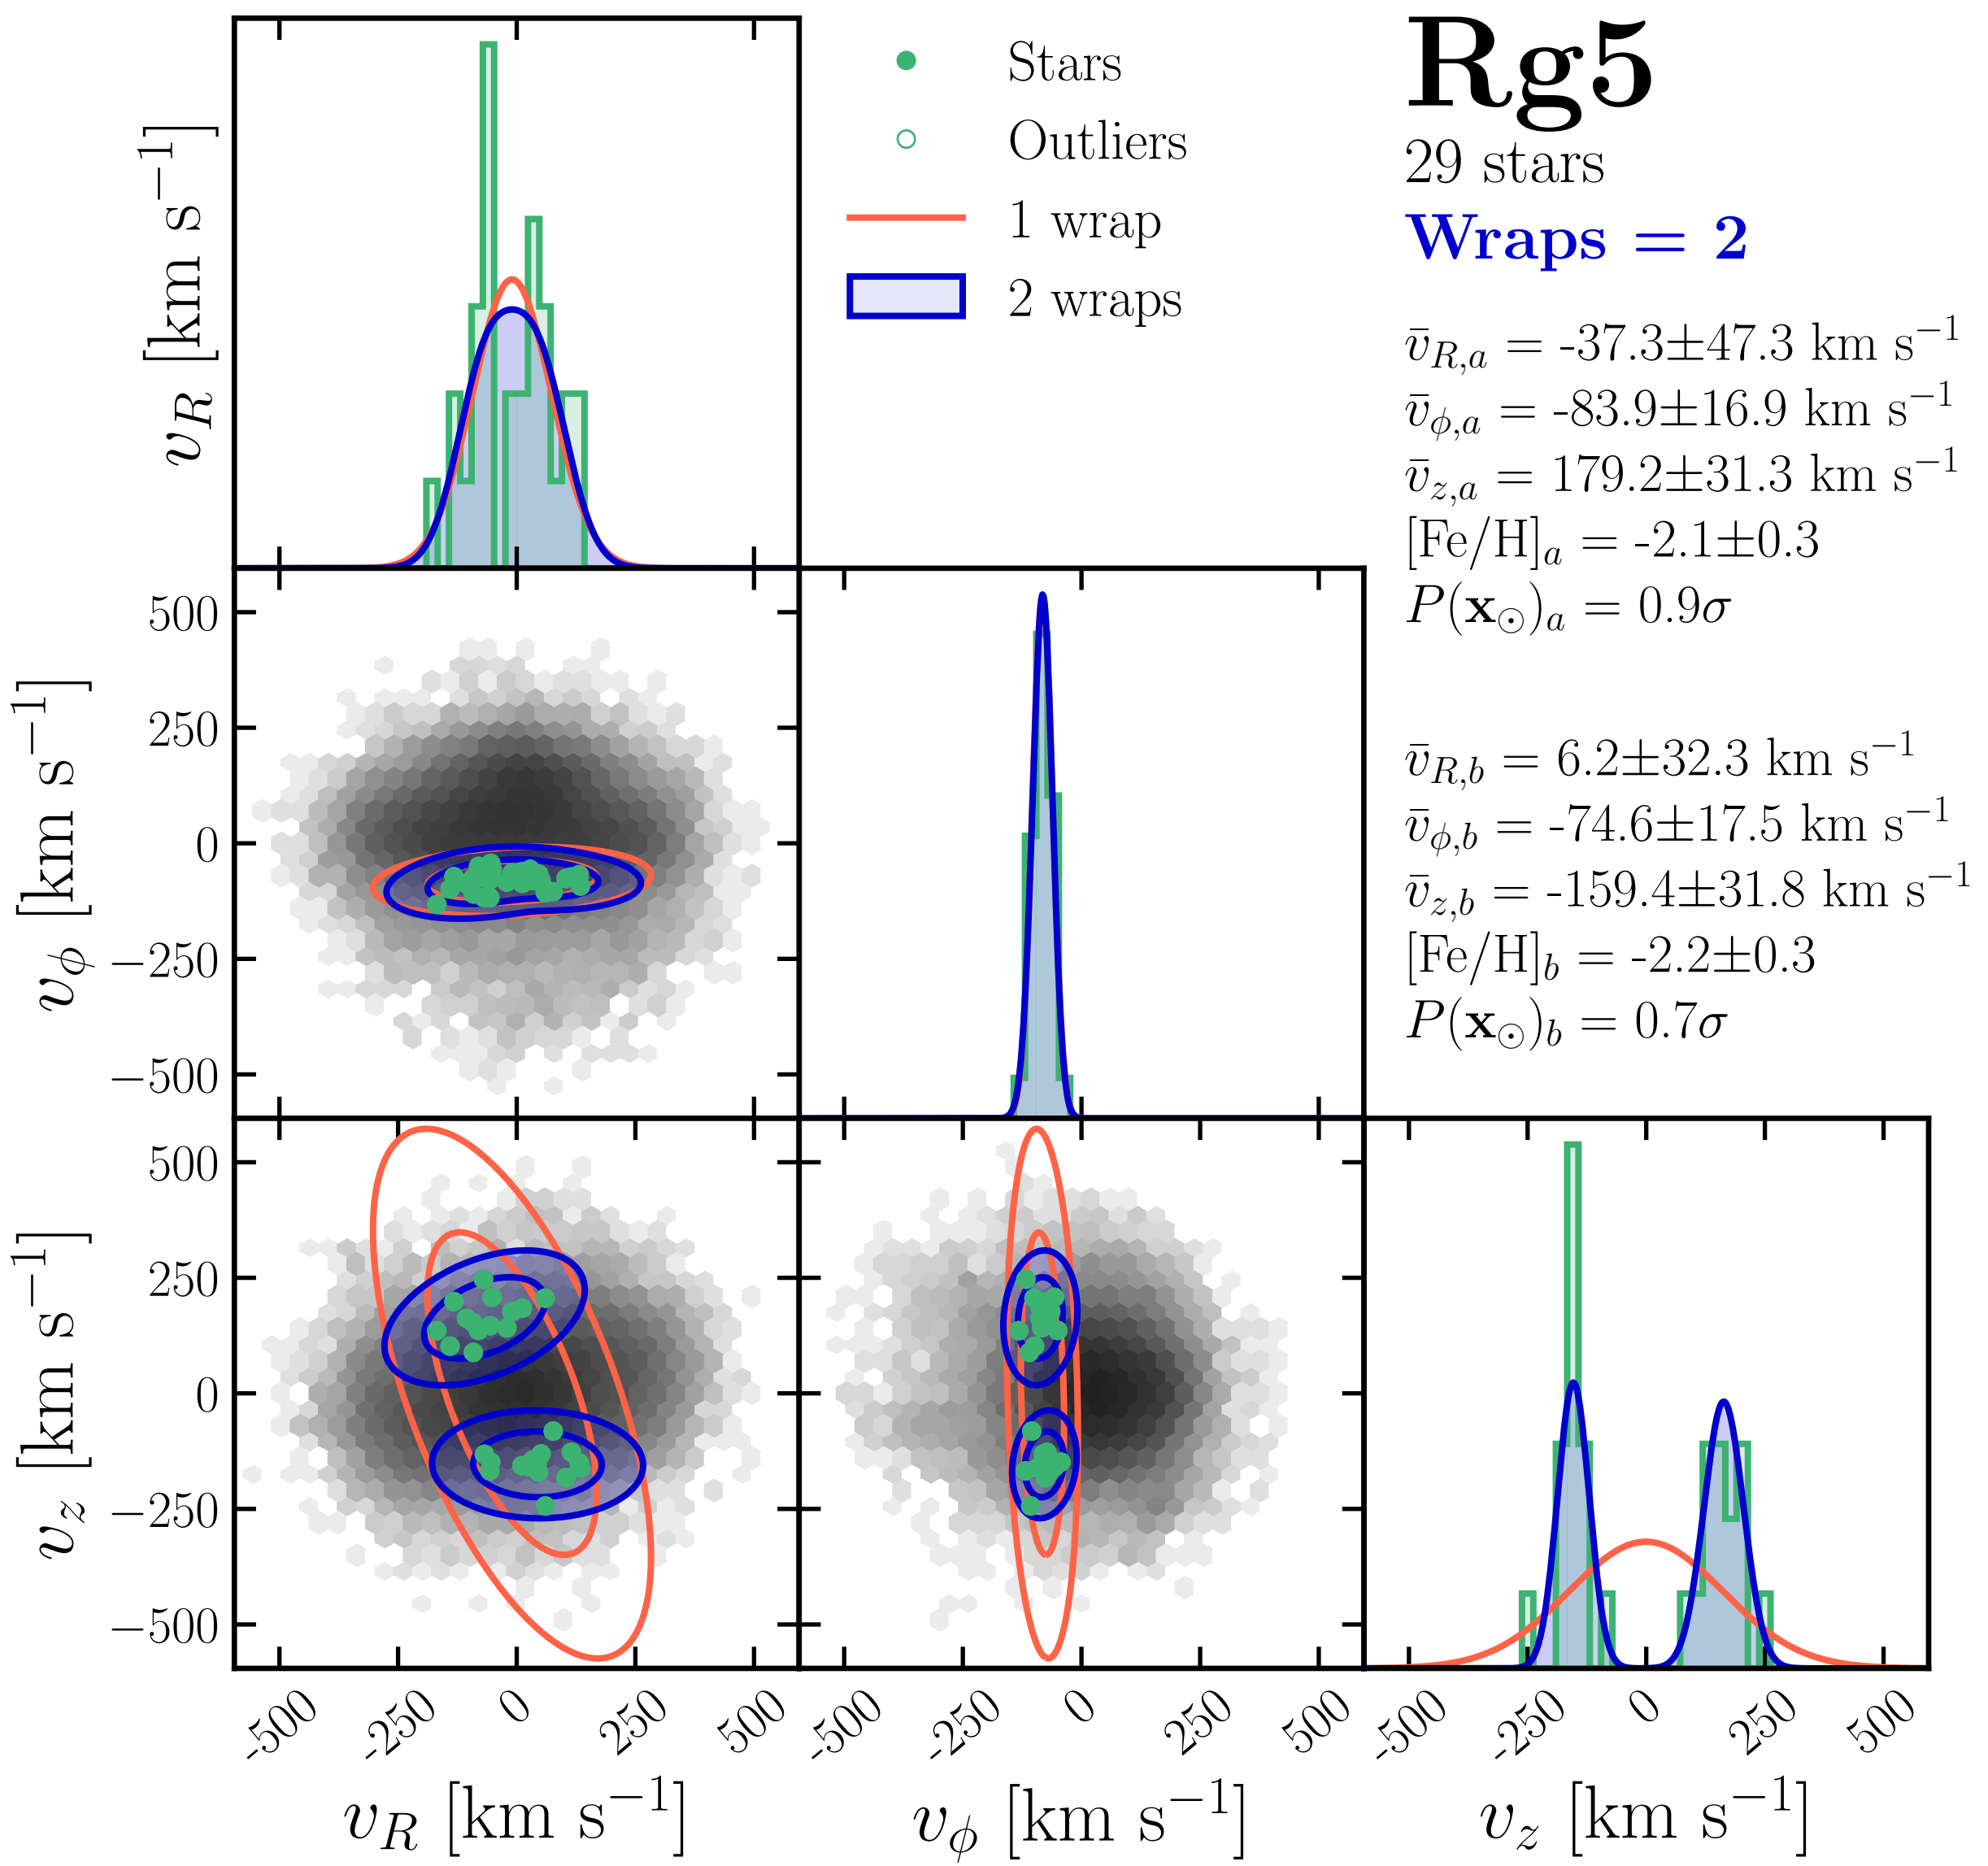 Rg5
29 stars
Wraps = 2
Stars
Outliers
1 wrap
2 wraps
v̄_{R,a} = -37.3±47.3 km s⁻¹
v̄_{ϕ,a} = -83.9±16.9 km s⁻¹
v̄_{z,a} = 179.2±31.3 km s⁻¹
[Fe/H]_a = -2.1±0.3
P(𝐱_⊙)_a = 0.9σ
v̄_{R,b} = 6.2±32.3 km s⁻¹
v̄_{ϕ,b} = -74.6±17.5 km s⁻¹
v̄_{z,b} = -159.4±31.8 km s⁻¹
[Fe/H]_b = -2.2±0.3
P(𝐱_⊙)_b = 0.7σ
v_R [km s⁻¹]
v_ϕ [km s⁻¹]
500
250
0
−250
−500
v_z [km s⁻¹]
500
250
0
−250
−500
-500 -250 0 250 500
-500 -250 0 250 500
-500 -250 0 250 500
v_R [km s⁻¹]
v_ϕ [km s⁻¹]
v_z [km s⁻¹]